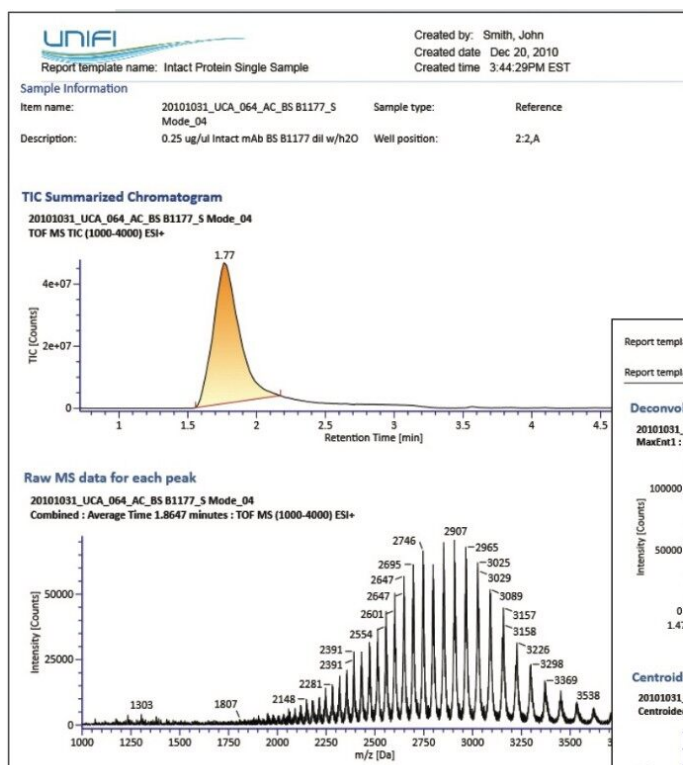 UNIFI
Created by: Smith, John
Created date Dec 20, 2010
Report template name: Intact Protein Single Sample
Created time 3:44:29PM EST
Sample Information
Item name: 20101031_UCA_064_AC_BS B1177_S Mode_04 Sample type: Reference
Description: 0.25 ug/ul Intact mAb BS B1177 dil w/h2O Well position: 2:2,A
TIC Summarized Chromatogram
20101031_UCA_064_AC_BS B1177_S Mode_04
TOF MS TIC (1000-4000) ESI+
1.77
4e+07
2e+07
0
TIC [Counts]
1 1.5 2 2.5 3 3.5 4 4.5
Retention Time [min]
Raw MS data for each peak
20101031_UCA_064_AC_BS B1177_S Mode_04
Combined : Average Time 1.8647 minutes : TOF MS (1000-4000) ESI+
2746
2907
2695
2965
2647
3025
2647
3029
2601
3089
2554
3157
2391
3158
2391
3226
2281
3298
2148
3369
1303
1807
3538
50000
25000
0
Intensity [Counts]
1000 1250 1500 1750 2000 2250 2500 2750 3000 3250 3500
m/z [Da]
Report templa
Report templa
Deconvol
20101031_
MaxEnt1 :
100000
50000
0
Intensity [Counts]
1.47
Centroid
20101031_
Centroide